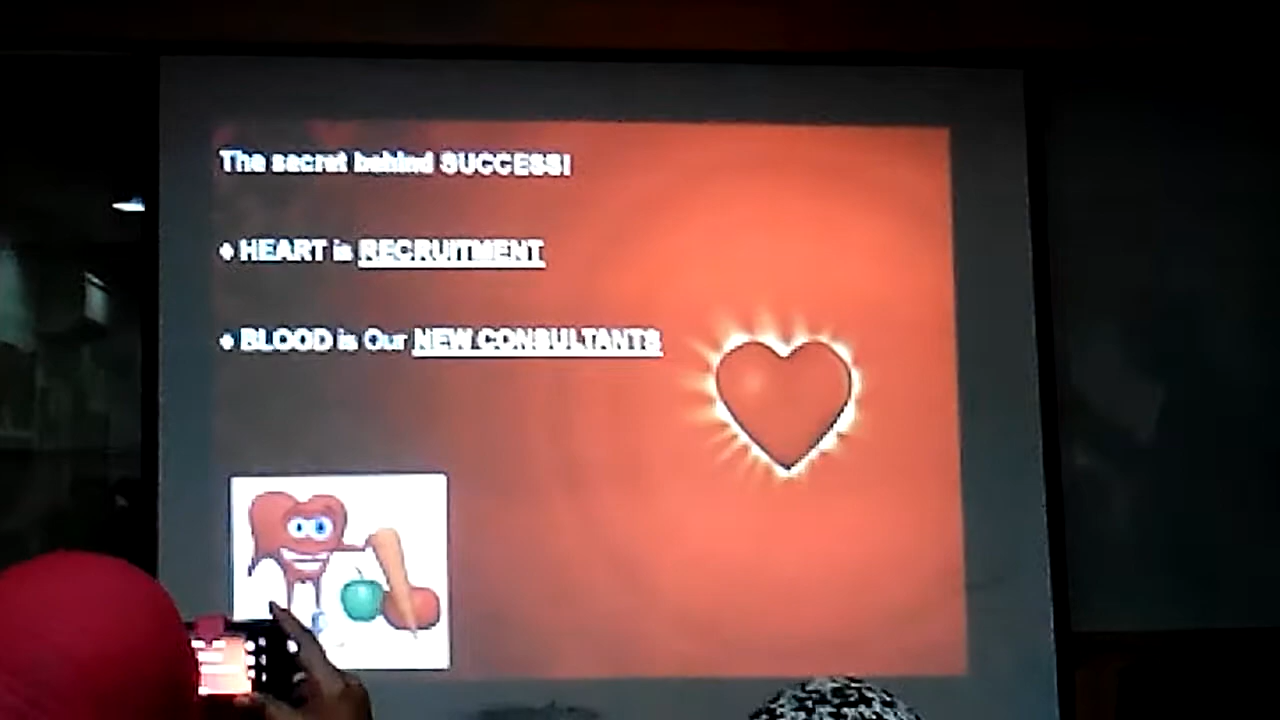 The secret behind SUCCESS!
♦ HEART is RECRUITMENT
♦ BLOOD is Our NEW CONSULTANTS